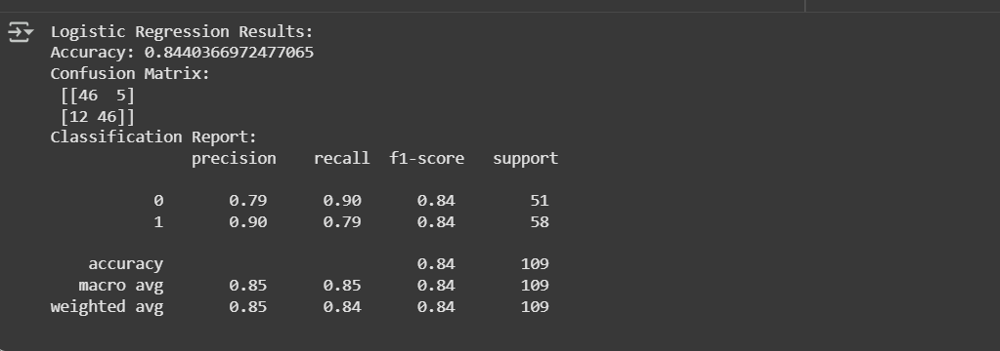 Logistic Regression Results:
Accuracy: 0.8440366972477065
Confusion Matrix:
[[46  5]
[12 46]]
Classification Report:
precision    recall  f1-score   support
0       0.79      0.90      0.84        51
1       0.90      0.79      0.84        58
accuracy                           0.84       109
macro avg       0.85      0.85      0.84       109
weighted avg       0.85      0.84      0.84       109